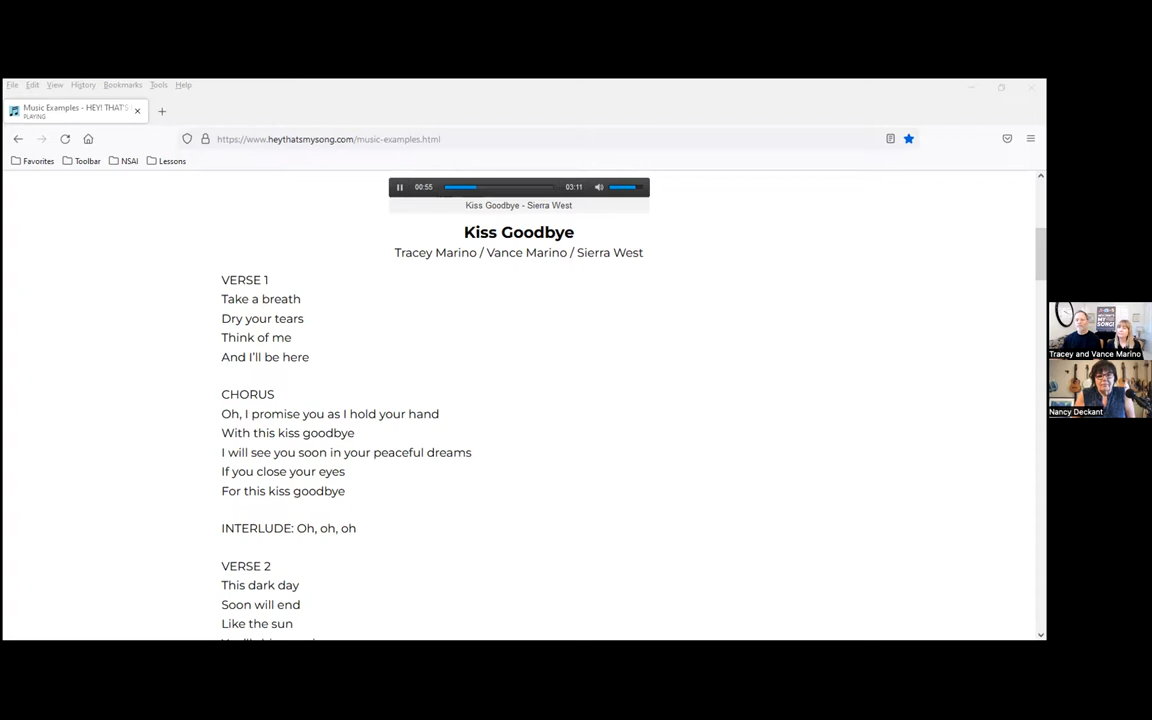 File Edit View History Bookmarks Tools Help
Music Examples - HEY! THAT'S
PLAYING
https://www.heythatsmysong.com/music-examples.html
Favorites Toolbar NSAI Lessons
00:55 03:11
Kiss Goodbye - Sierra West
Kiss Goodbye
Tracey Marino / Vance Marino / Sierra West
VERSE 1
Take a breath
Dry your tears
Think of me
And I'll be here
CHORUS
Oh, I promise you as I hold your hand
With this kiss goodbye
I will see you soon in your peaceful dreams
If you close your eyes
For this kiss goodbye
INTERLUDE: Oh, oh, oh
VERSE 2
This dark day
Soon will end
Like the sun
MY
SONG!
Tracey and Vance Marino
Nancy Deckant